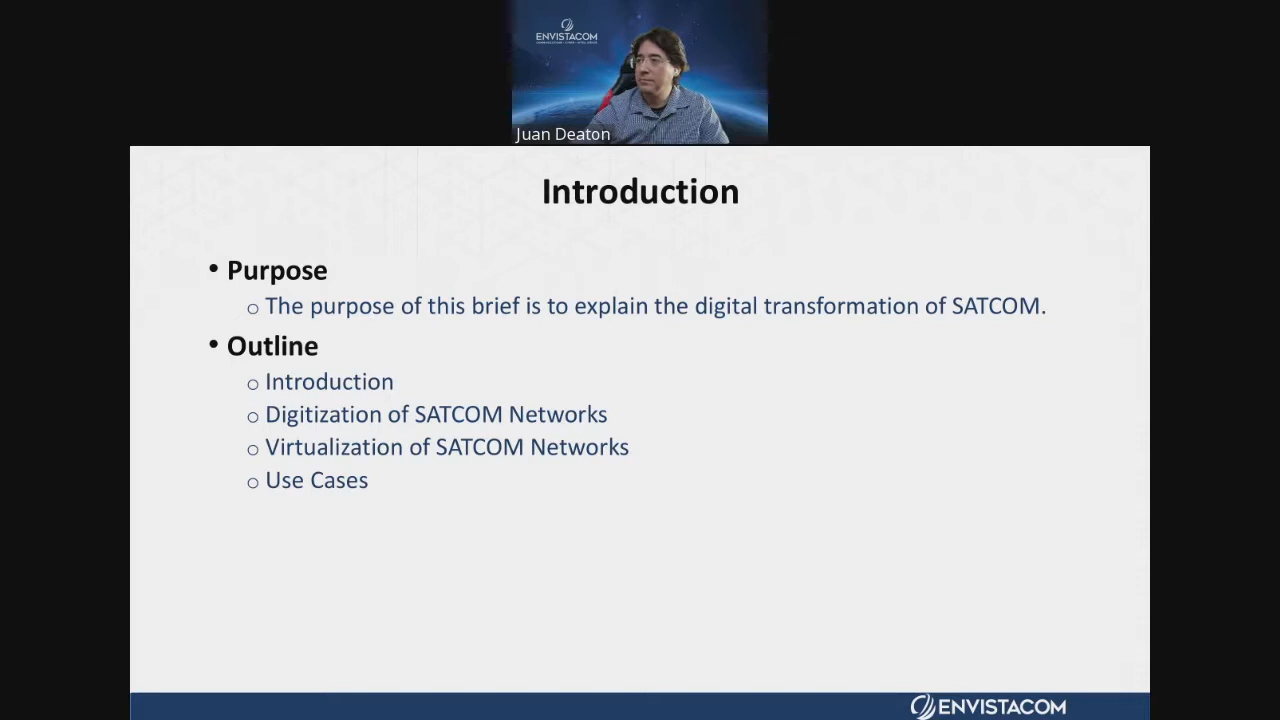 ENVISTACOM
Juan Deaton
Introduction
• Purpose
o The purpose of this brief is to explain the digital transformation of SATCOM.
• Outline
o Introduction
o Digitization of SATCOM Networks
o Virtualization of SATCOM Networks
o Use Cases
ENVISTACOM